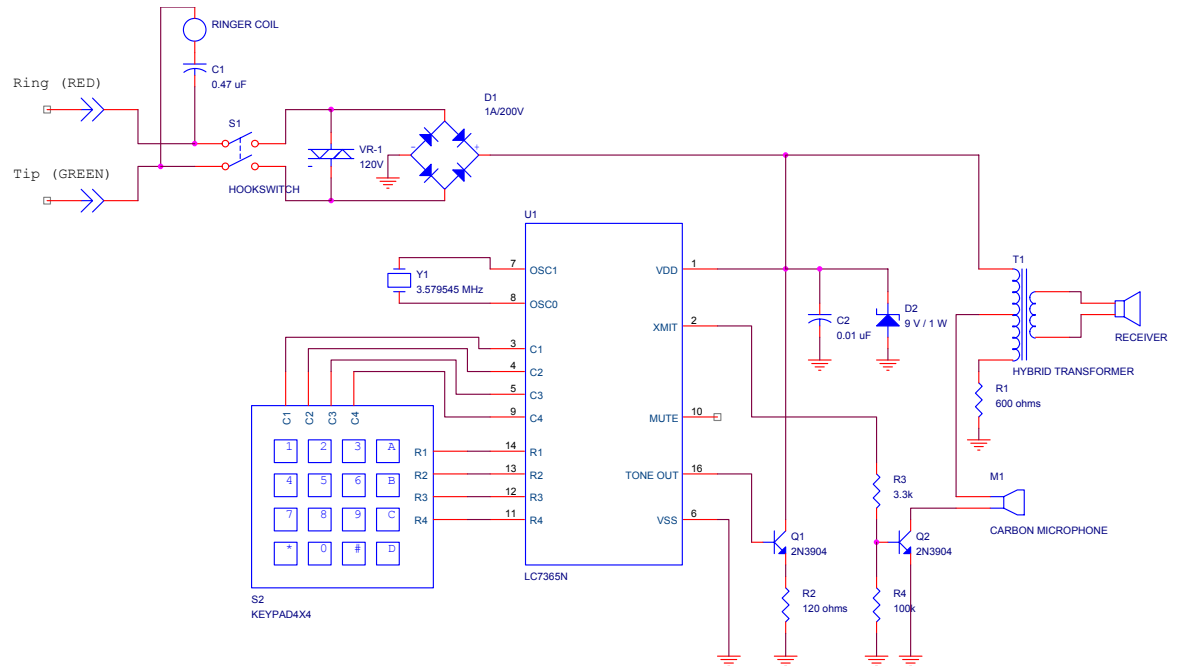 RINGER COIL
C1
0.47 uF
Ring (RED)
Tip (GREEN)
S1
HOOKSWITCH
VR-1
120V
D1
1A/200V
-
+
U1
7
OSC1
8
OSC0
3
C1
4
C2
5
C3
9
C4
14
R1
13
R2
12
R3
11
R4
VDD
1
XMIT
2
MUTE
10
TONE OUT
16
VSS
6
LC7365N
Y1
3.579545 MHz
C1 C2 C3 C4
1 2 3 A
4 5 6 B
7 8 9 C
* 0 # D
R1
R2
R3
R4
S2
KEYPAD4X4
C2
0.01 uF
D2
9 V / 1 W
T1
RECEIVER
HYBRID TRANSFORMER
R1
600 ohms
M1
CARBON MICROPHONE
R3
3.3k
Q1
2N3904
Q2
2N3904
R2
120 ohms
R4
100k